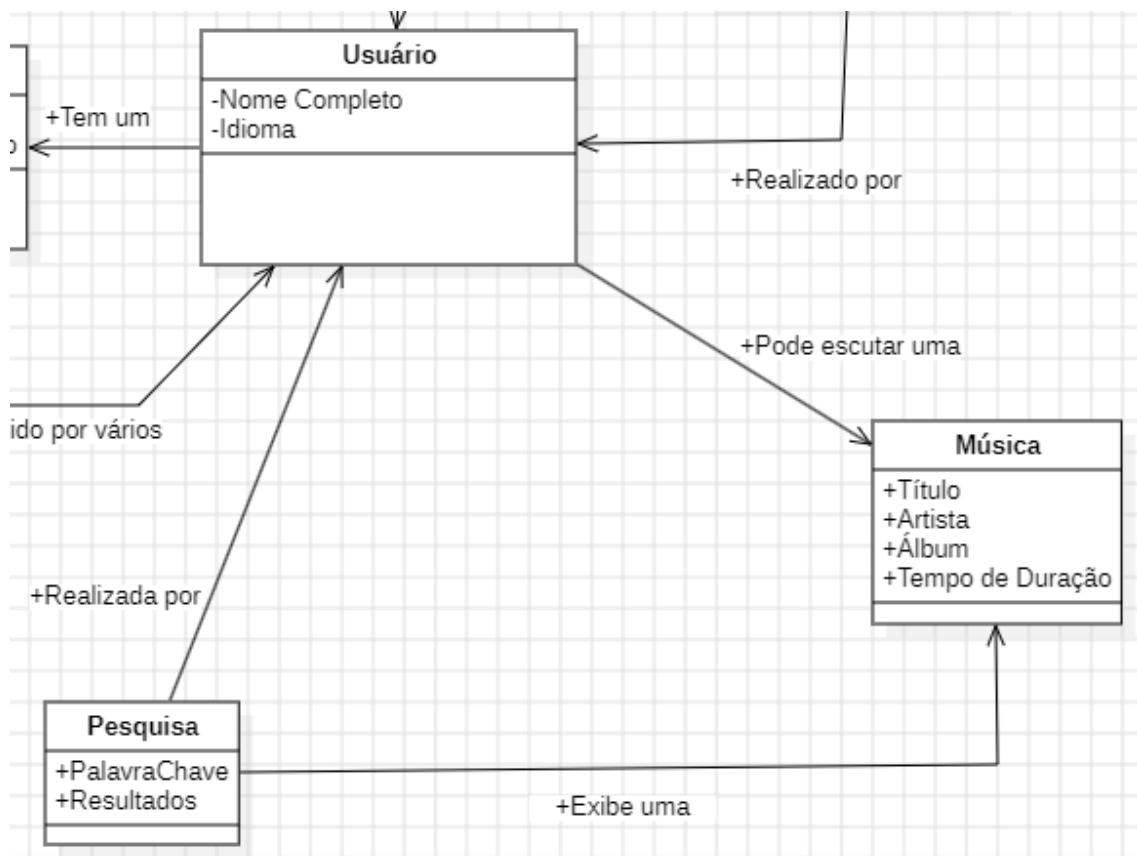 Usuário
-Nome Completo
-Idioma
+Tem um
+Realizado por
+Pode escutar uma
ido por vários
Música
+Título
+Artista
+Álbum
+Tempo de Duração
+Realizada por
Pesquisa
+PalavraChave
+Resultados
+Exibe uma